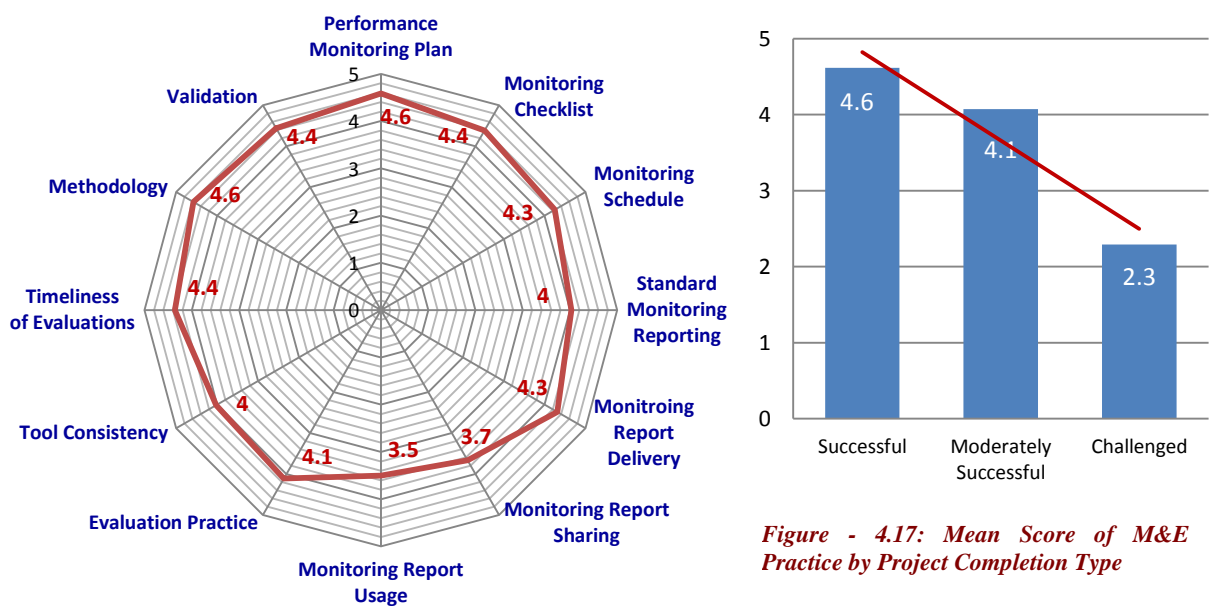 Performance
Monitoring Plan
Monitoring
Checklist
Monitoring
Schedule
Standard
Monitoring
Reporting
Monitroing
Report
Delivery
Monitoring Report
Sharing
Monitoring Report
Usage
Evaluation Practice
Tool Consistency
Timeliness
of Evaluations
Methodology
Validation
5
4
3
2
1
0
4.6
4.4
4.3
4
4.3
3.7
3.5
4.1
4
4.4
4.6
4.4
5
4
3
2
1
0
4.6
4.1
2.3
Successful
Moderately
Successful
Challenged
Figure - 4.17: Mean Score of M&E
Practice by Project Completion Type